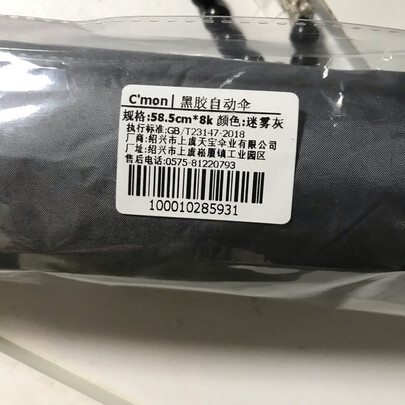 C'mon | 黑胶自动伞
规格:58.5cm*8k 颜色:迷雾灰
执行标准:GB/T23147-2018
厂商:绍兴市上虞天宝伞业有限公司
厂址:绍兴市上虞崧厦镇工业园区
售后电话:0575-81220793
100010285931